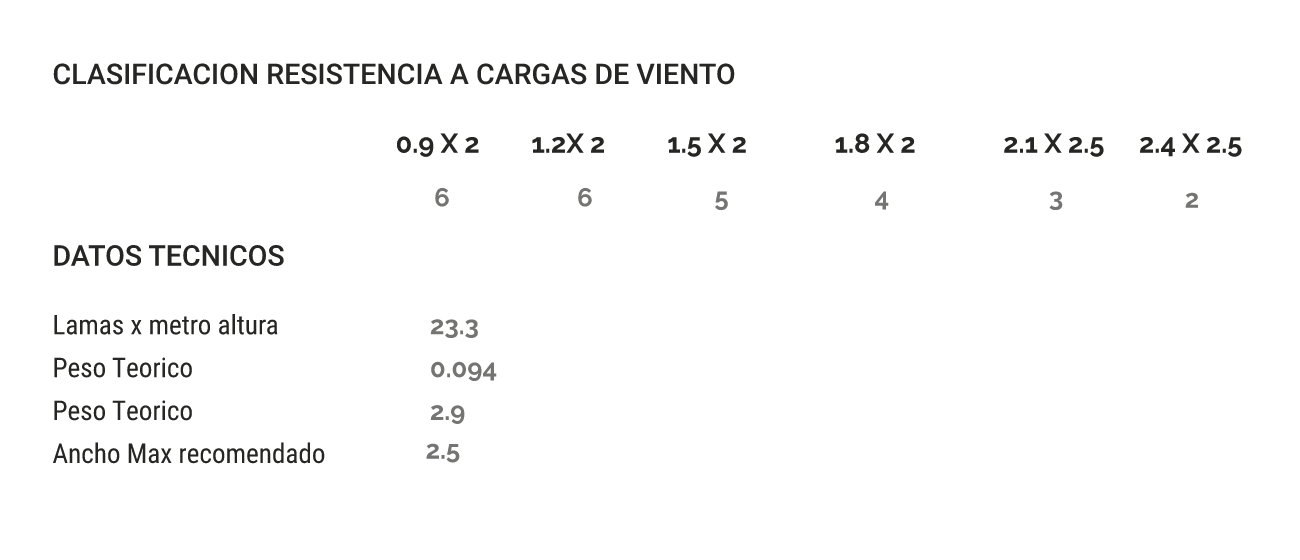 CLASIFICACION RESISTENCIA A CARGAS DE VIENTO
0.9 X 2 1.2X 2 1.5 X 2 1.8 X 2 2.1 X 2.5 2.4 X 2.5
6 6 5 4 3 2
DATOS TECNICOS
Lamas x metro altura 23.3
Peso Teorico 0.094
Peso Teorico 2.9
Ancho Max recomendado 2.5